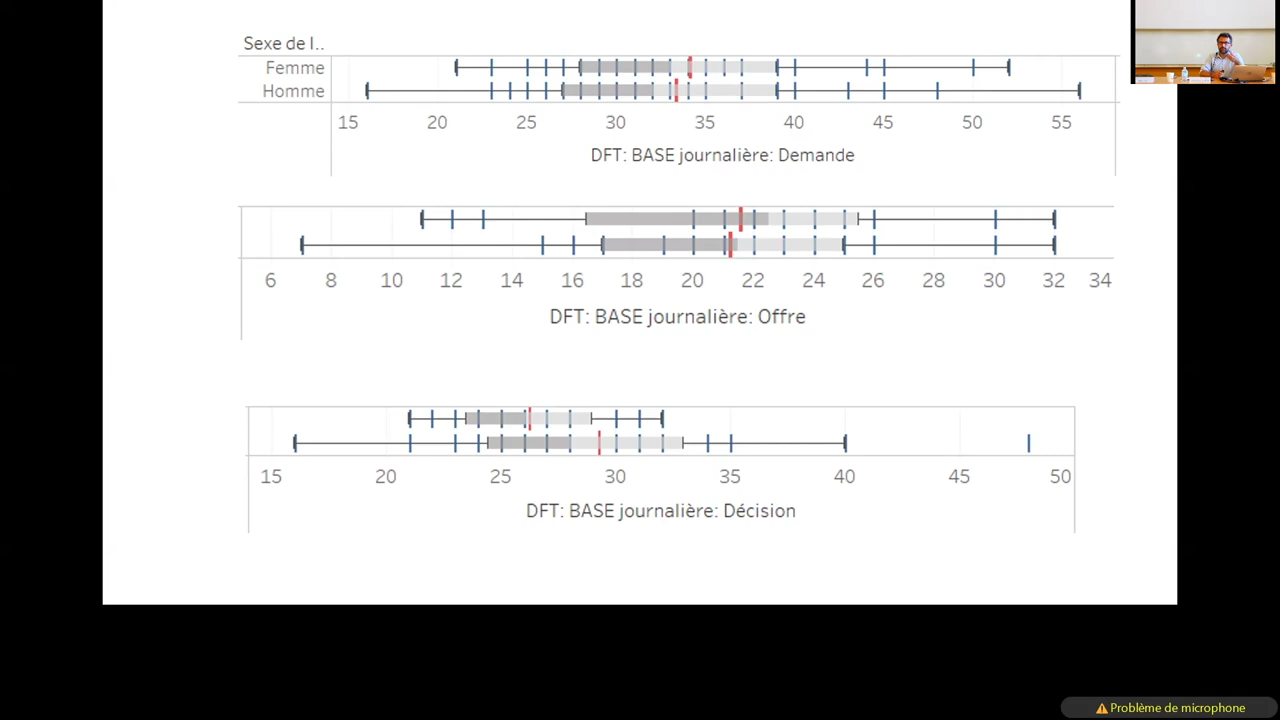 Sexe de l..
Femme
Homme
15 20 25 30 35 40 45 50 55
DFT: BASE journalière: Demande
6 8 10 12 14 16 18 20 22 24 26 28 30 32 34
DFT: BASE journalière: Offre
15 20 25 30 35 40 45 50
DFT: BASE journalière: Décision
Problème de microphone